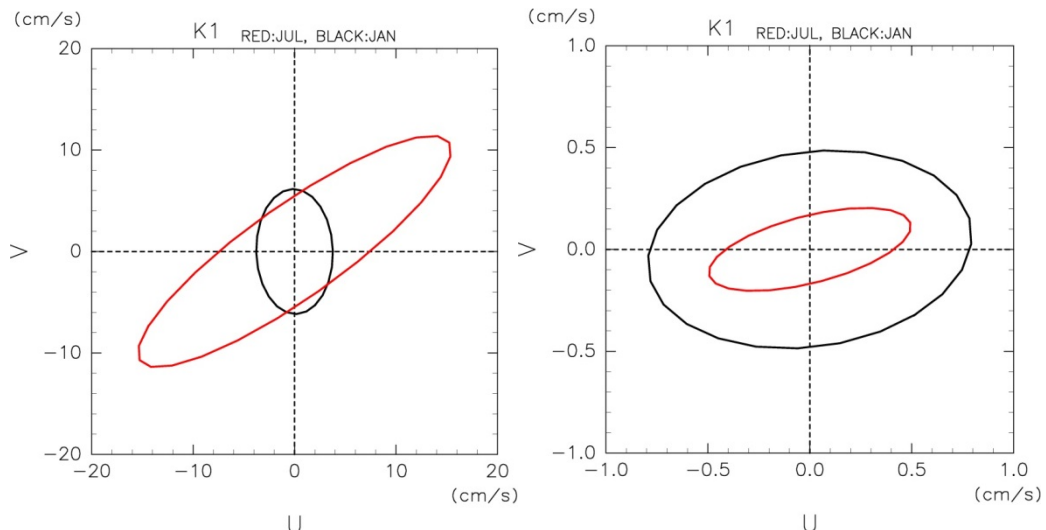 (cm/s)
K1 RED:JUL, BLACK:JAN
20
10
0
−10
−20
V
−20 −10 0 10 20
(cm/s)
U
(cm/s)
K1 RED:JUL, BLACK:JAN
1.0
0.5
0.0
−0.5
−1.0
V
−1.0 −0.5 0.0 0.5 1.0
(cm/s)
U